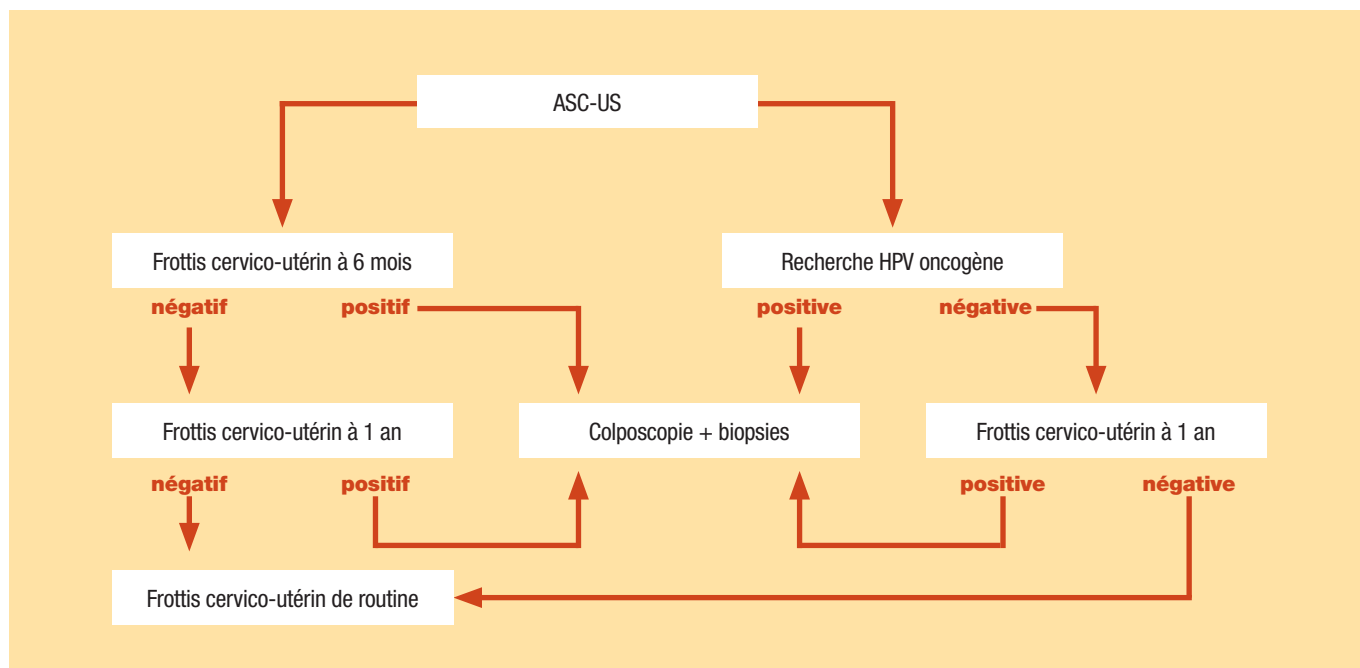 ASC-US
Frottis cervico-utérin à 6 mois
Recherche HPV oncogène
négatif
positif
positive
négative
Frottis cervico-utérin à 1 an
Colposcopie + biopsies
Frottis cervico-utérin à 1 an
négatif
positif
positive
négative
Frottis cervico-utérin de routine